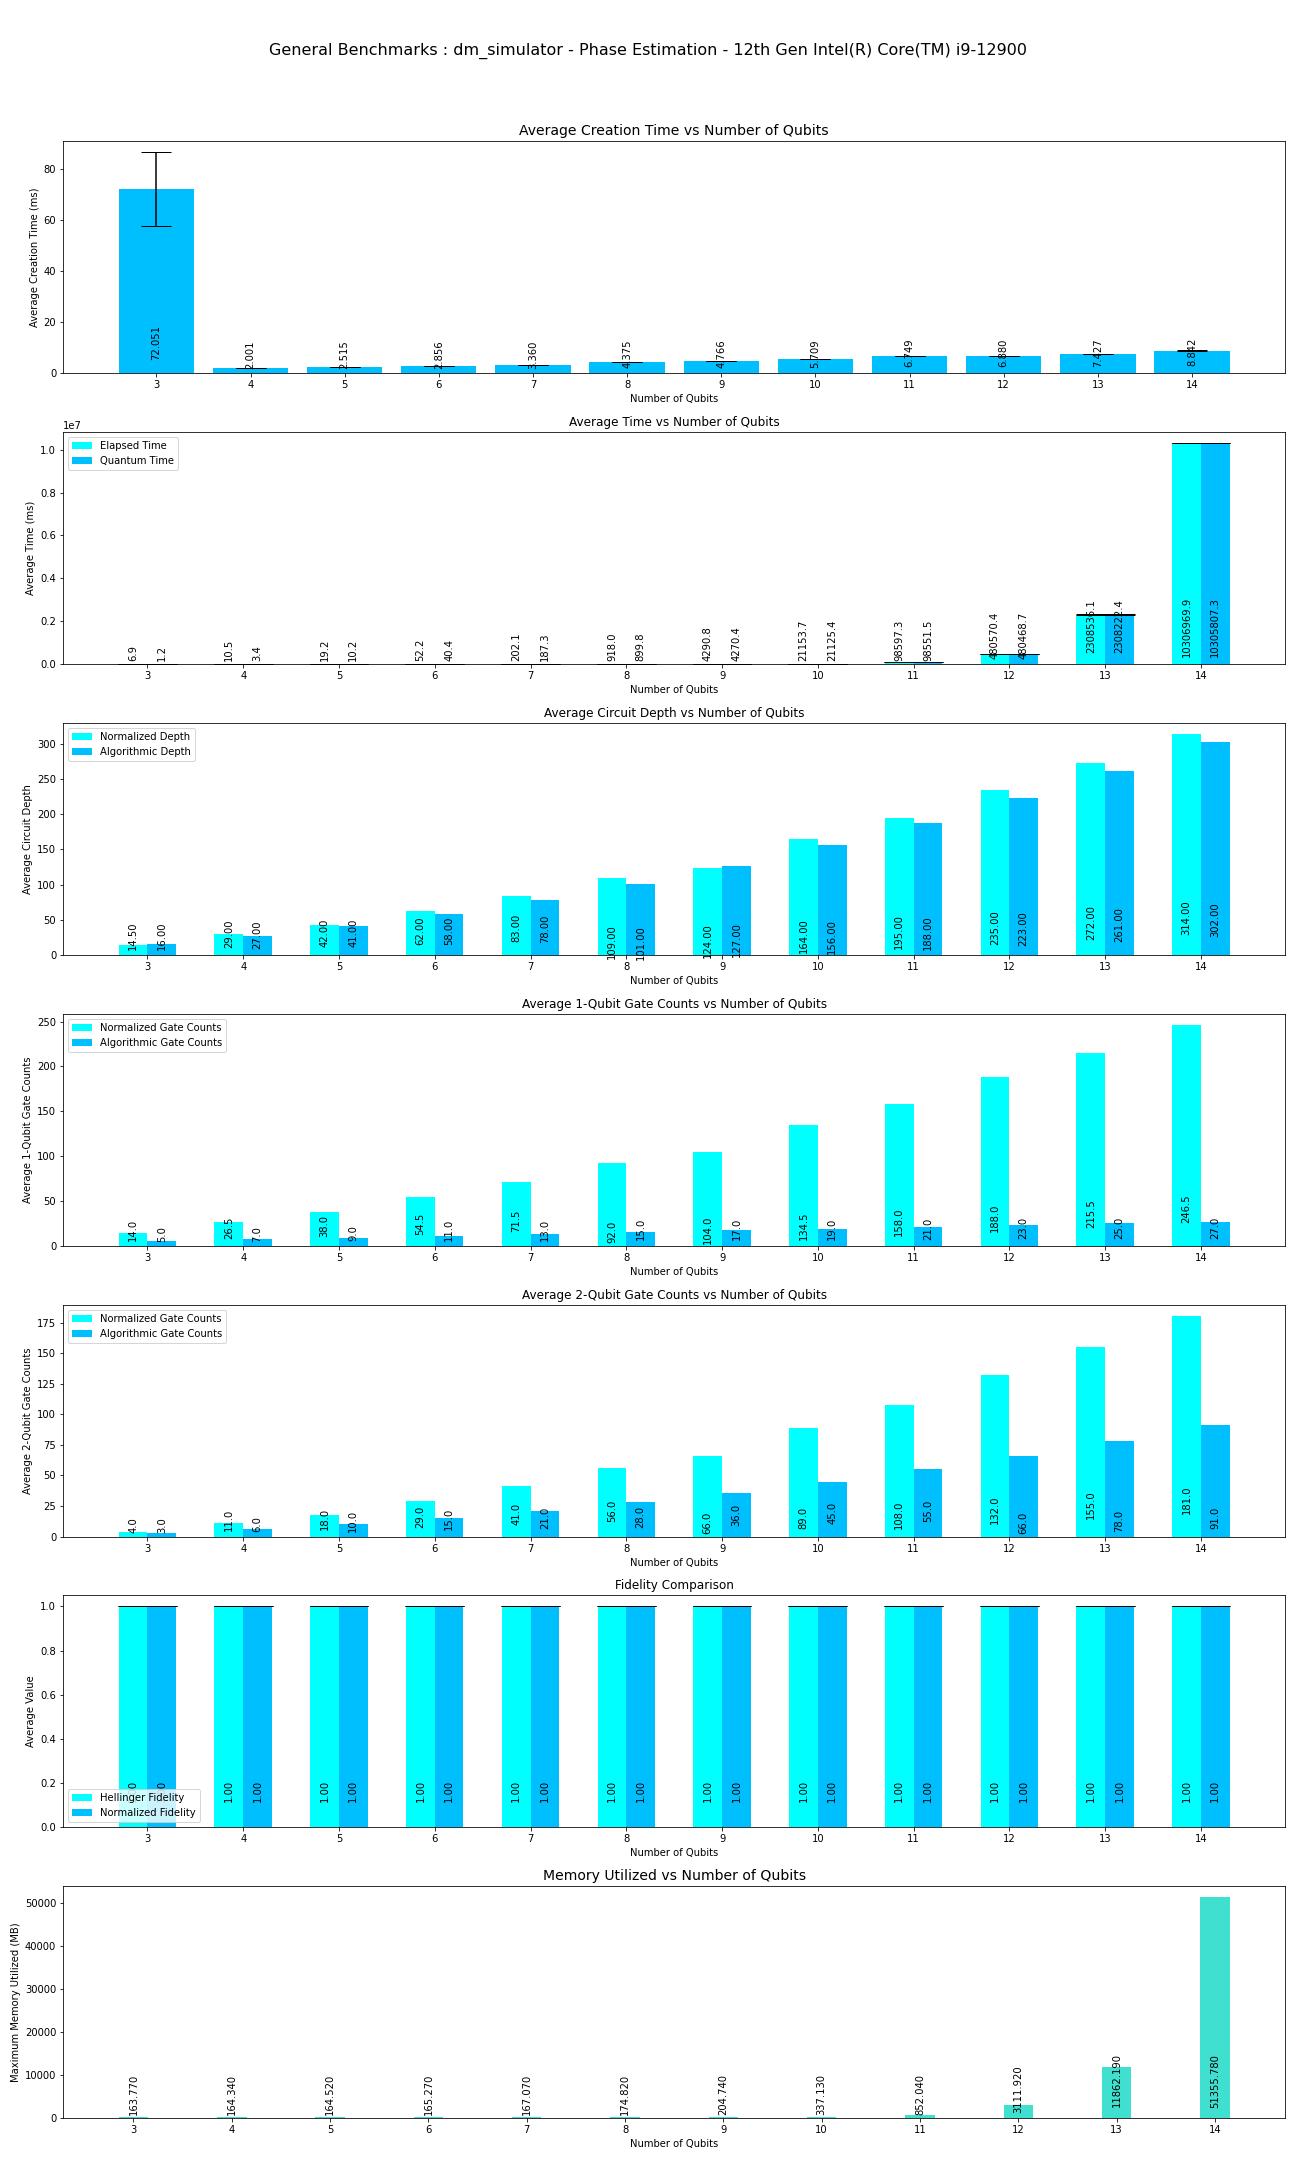 General Benchmarks : dm_simulator - Phase Estimation - 12th Gen Intel(R) Core(TM) i9-12900
Average Creation Time vs Number of Qubits
Average Creation Time (ms)
80
60
40
20
0
72.051 2.001 2.515 2.856 3.360 4.375 4.766 5.709 6.749 6.880 7.427 8.842
3 4 5 6 7 8 9 10 11 12 13 14
Number of Qubits
Average Time vs Number of Qubits
1e7
Elapsed Time
Quantum Time
Average Time (ms)
1.0
0.8
0.6
0.4
0.2
0.0
6.9 1.2 10.5 3.4 19.2 10.2 52.2 40.4 202.1 187.3 918.0 899.8 4290.8 4270.4 21153.7 21125.4 98597.3 98551.5 480570.4 480468.7 2308222.4 10306969.9 10305807.3
3 4 5 6 7 8 9 10 11 12 13 14
Number of Qubits
Average Circuit Depth vs Number of Qubits
Normalized Depth
Algorithmic Depth
Average Circuit Depth
300
250
200
150
100
50
0
14.50 16.00 29.00 27.00 42.00 41.00 62.00 58.00 83.00 78.00 109.00 101.00 124.00 127.00 164.00 156.00 195.00 188.00 235.00 223.00 272.00 261.00 314.00 302.00
3 4 5 6 7 8 9 10 11 12 13 14
Number of Qubits
Average 1-Qubit Gate Counts vs Number of Qubits
Normalized Gate Counts
Algorithmic Gate Counts
Average 1-Qubit Gate Counts
250
200
150
100
50
0
14.0 5.0 26.5 7.0 38.0 9.0 54.5 11.0 71.5 13.0 92.0 15.0 104.0 17.0 134.5 19.0 158.0 21.0 188.0 23.0 215.5 25.0 246.5 27.0
3 4 5 6 7 8 9 10 11 12 13 14
Number of Qubits
Average 2-Qubit Gate Counts vs Number of Qubits
Normalized Gate Counts
Algorithmic Gate Counts
Average 2-Qubit Gate Counts
175
150
125
100
75
50
25
0
4.0 3.0 11.0 6.0 18.0 10.0 29.0 15.0 41.0 21.0 56.0 28.0 66.0 36.0 89.0 45.0 108.0 55.0 132.0 66.0 155.0 78.0 181.0 91.0
3 4 5 6 7 8 9 10 11 12 13 14
Number of Qubits
Fidelity Comparison
Average Value
1.0
0.8
0.6
0.4
0.2
0.0
1.00 1.00 1.00 1.00 1.00 1.00 1.00 1.00 1.00 1.00 1.00 1.00 1.00 1.00 1.00 1.00 1.00 1.00 1.00 1.00 1.00 1.00
Hellinger Fidelity
Normalized Fidelity
3 4 5 6 7 8 9 10 11 12 13 14
Number of Qubits
Memory Utilized vs Number of Qubits
Maximum Memory Utilized (MB)
50000
40000
30000
20000
10000
0
163.770 164.340 164.520 165.270 167.070 174.820 204.740 337.130 852.040 3111.920 11862.190 51355.780
3 4 5 6 7 8 9 10 11 12 13 14
Number of Qubits